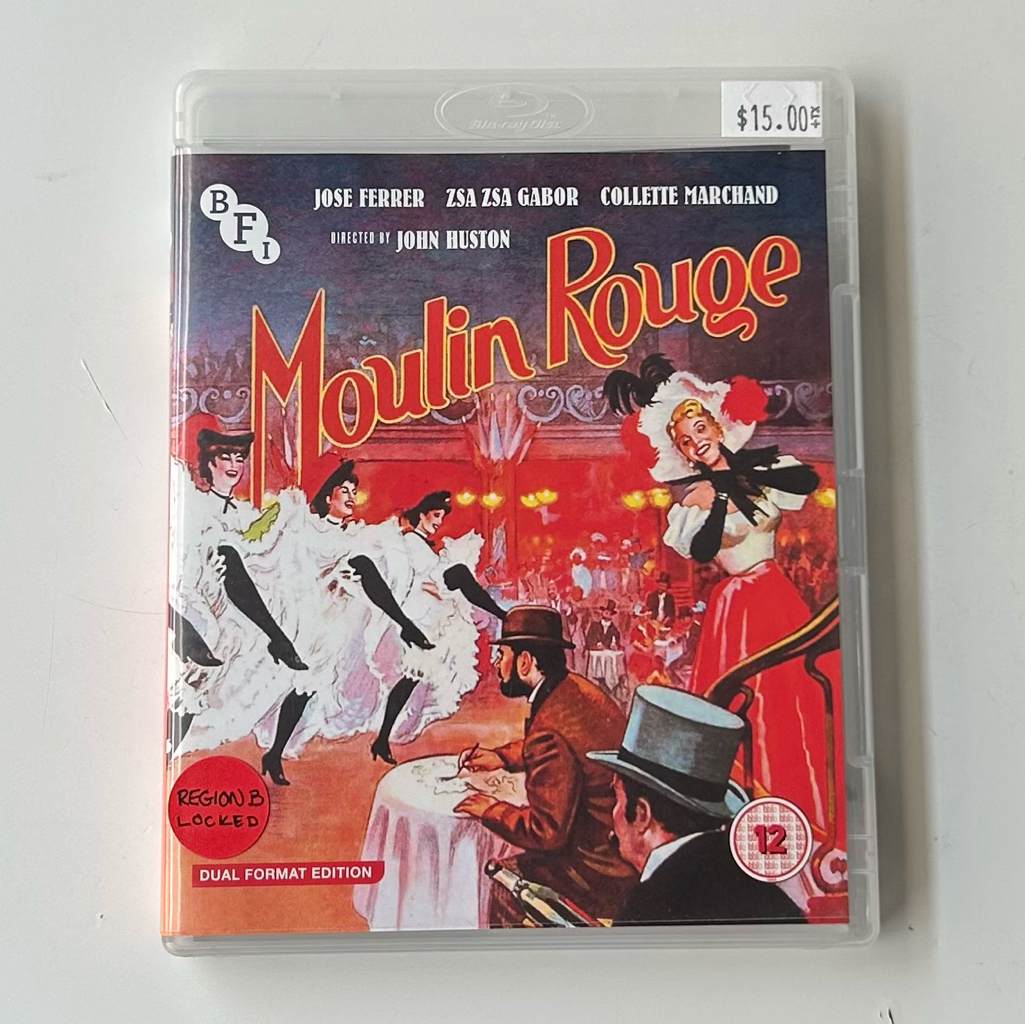 Blu-ray Disc
$15.00
BFI
JOSE FERRER ZSA ZSA GABOR COLLETTE MARCHAND
DIRECTED BY JOHN HUSTON
Moulin Rouge
REGION B
LOCKED
DUAL FORMAT EDITION
12